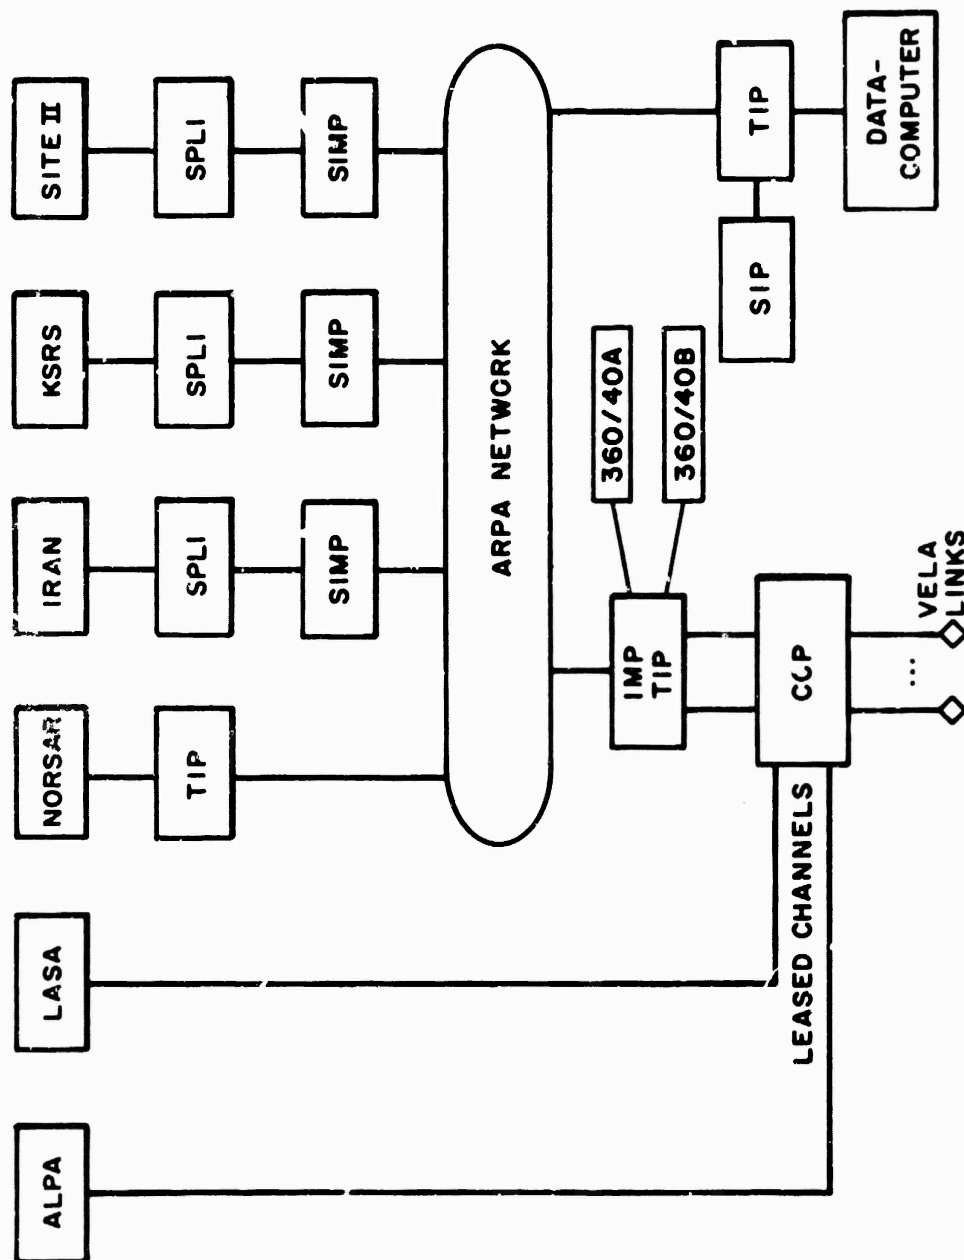 ALPA
LASA
NORSAR
IRAN
KSRS
SITE II
TIP
SPLI
SPLI
SPLI
SIMP
SIMP
SIMP
ARPA NETWORK
IMP
TIP
360/40A
360/40B
SIP
TIP
DATA-
COMPUTER
LEASED CHANNELS
CCP
...
VELA
LINKS